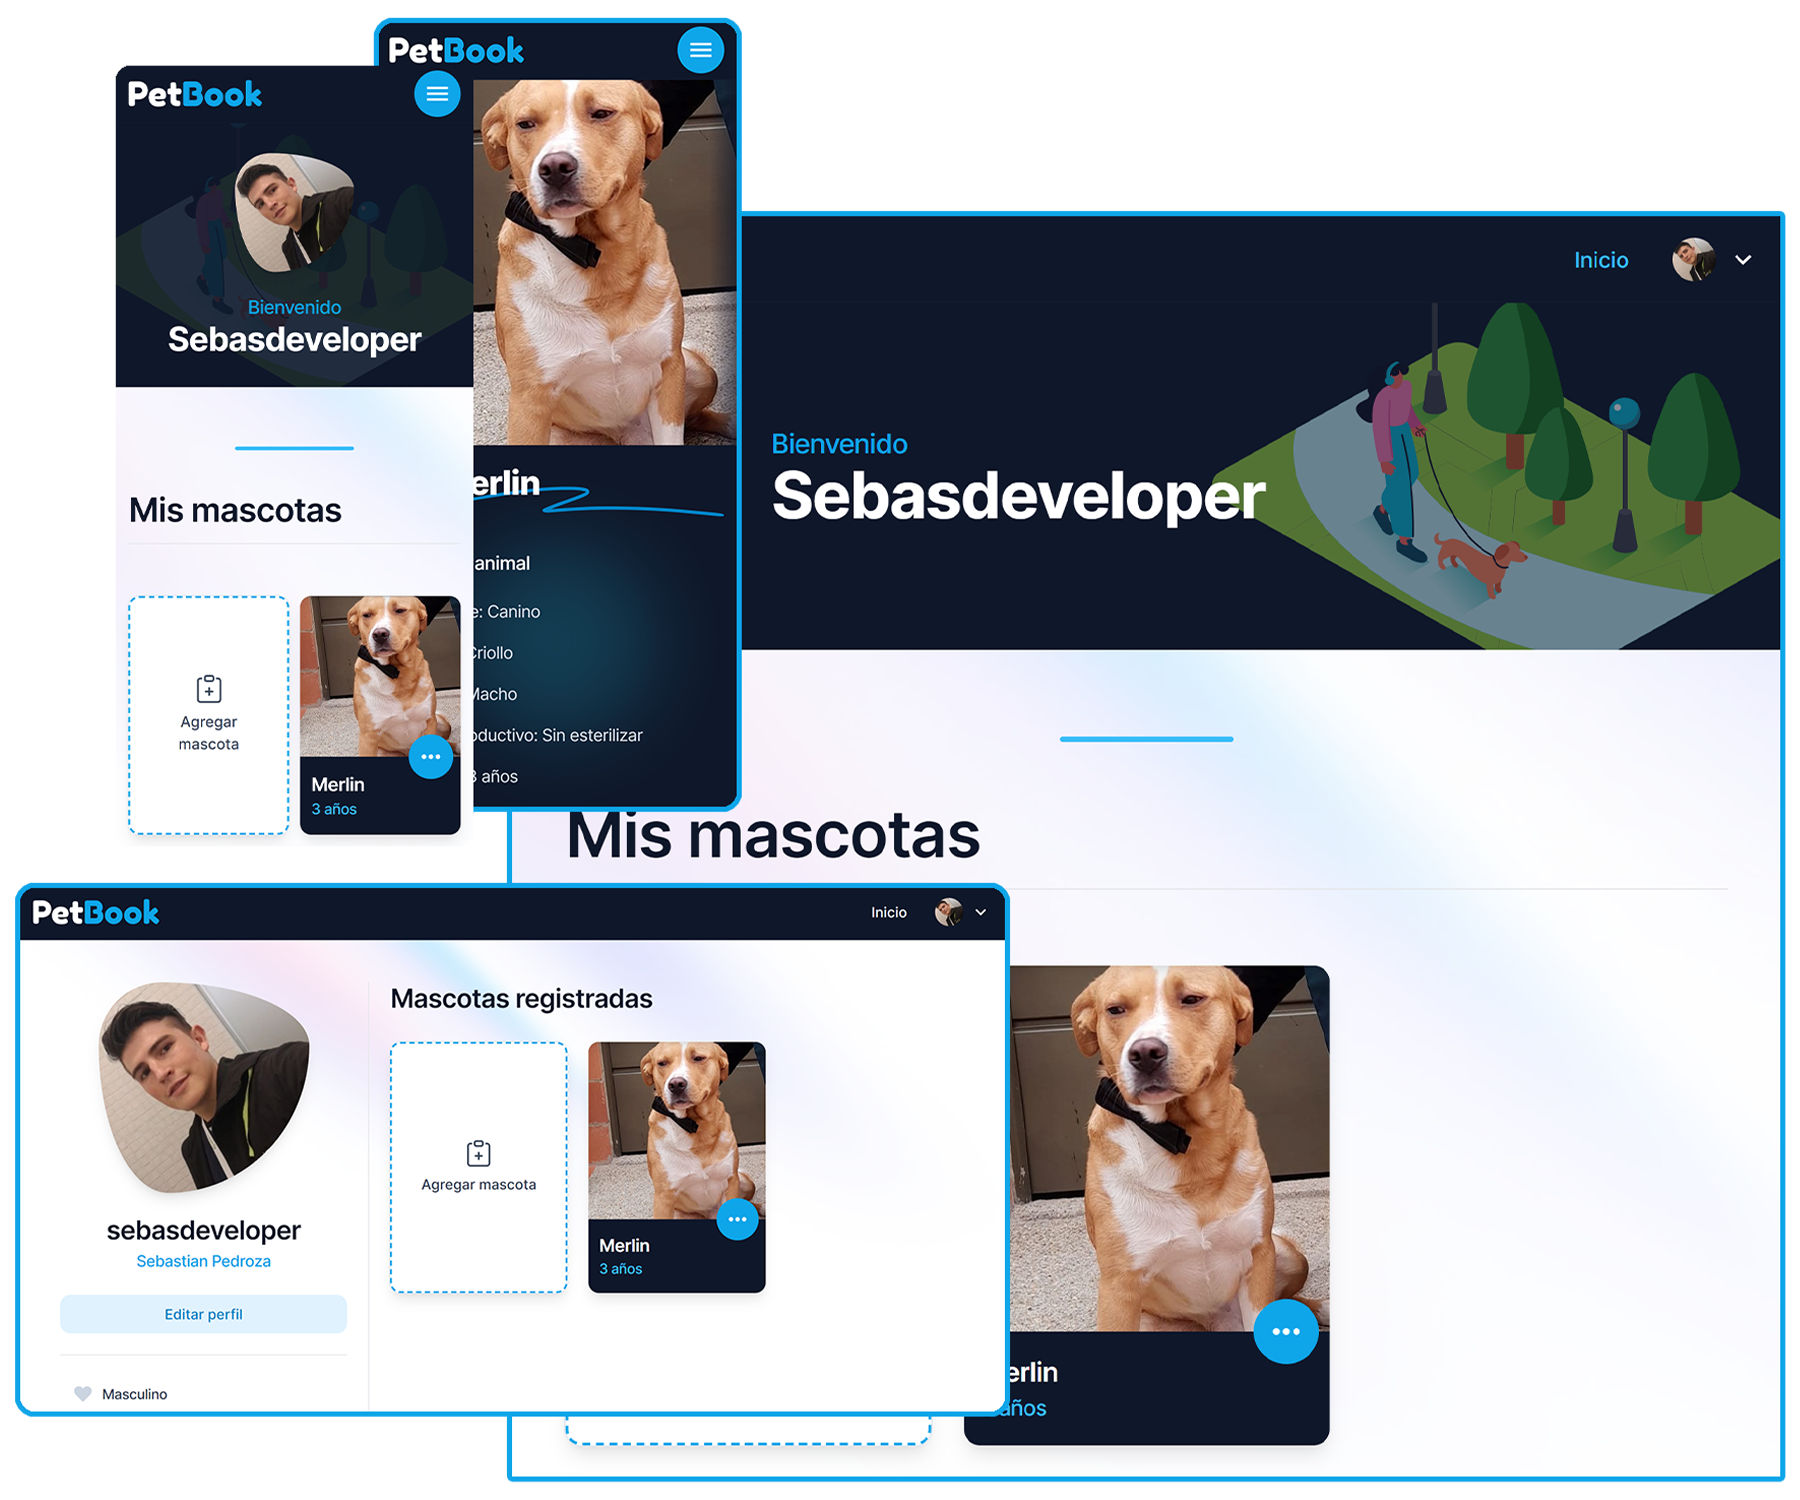 PetBook
PetBook
Bienvenido
Sebasdeveloper
Mis mascotas
Agregar
mascota
Merlin
3 años
erlin
animal
e: Canino
Criollo
Macho
oductivo: Sin esterilizar
3 años
Inicio
Bienvenido
Sebasdeveloper
Mis mascotas
erlin
años
PetBook
Inicio
sebasdeveloper
Sebastian Pedroza
Editar perfil
Masculino
Mascotas registradas
Agregar mascota
Merlin
3 años